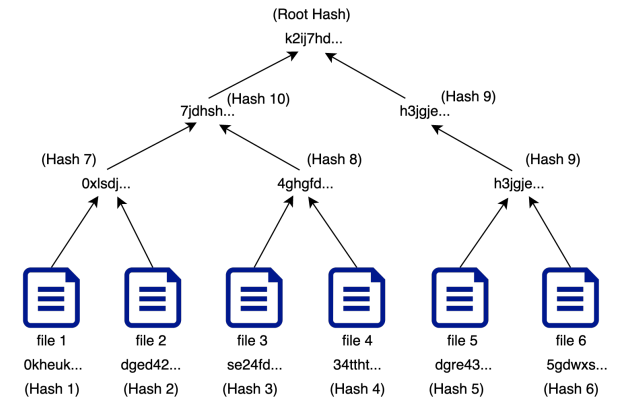 (Root Hash)
k2ij7hd...
(Hash 10)
7jdhsh...
(Hash 9)
h3jgje...
(Hash 7)
0xlsdj...
(Hash 8)
4ghgfd...
(Hash 9)
h3jgje...
file 1
0kheuk...
(Hash 1)
file 2
dged42...
(Hash 2)
file 3
se24fd...
(Hash 3)
file 4
34ttht...
(Hash 4)
file 5
dgre43...
(Hash 5)
file 6
5gdwxs...
(Hash 6)